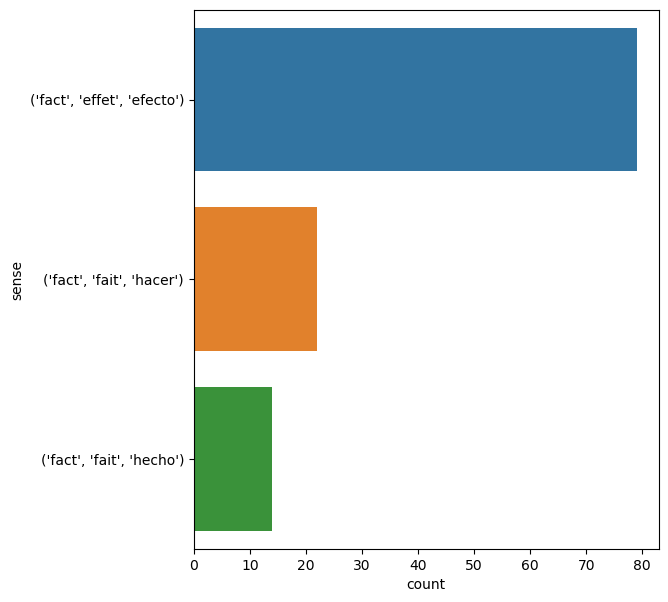 ('fact', 'effet', 'efecto')
('fact', 'fait', 'hacer')
('fact', 'fait', 'hecho')
sense
0 10 20 30 40 50 60 70 80
count